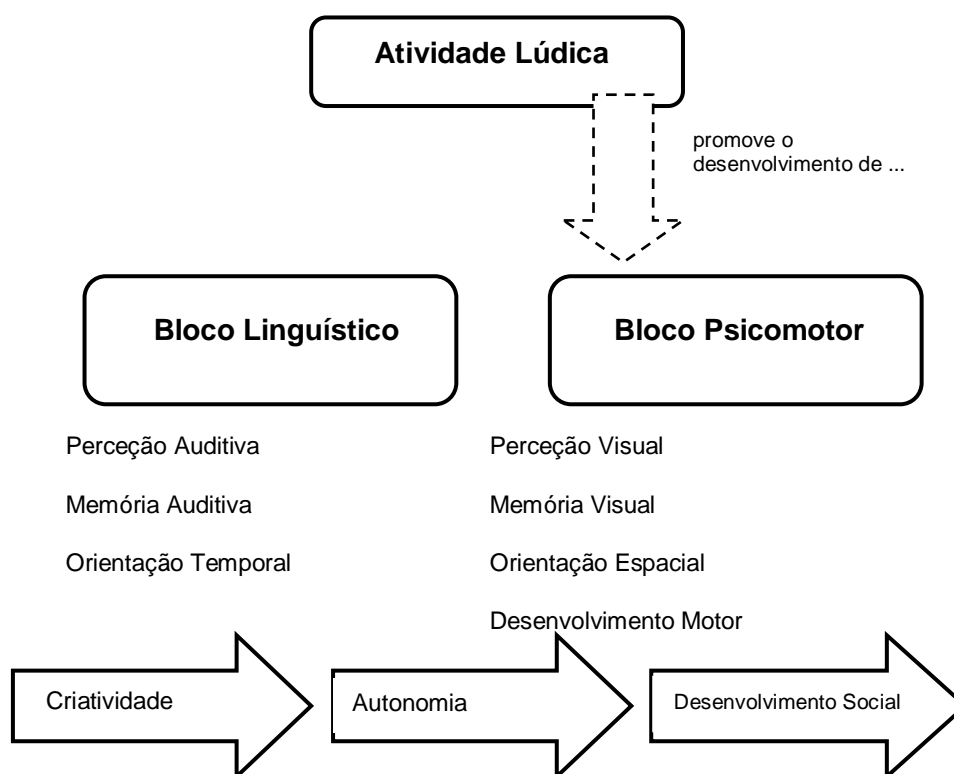 Atividade Lúdica
promove o
desenvolvimento de ...
Bloco Linguístico
Bloco Psicomotor
Perceção Auditiva
Perceção Visual
Memória Auditiva
Memória Visual
Orientação Temporal
Orientação Espacial
Desenvolvimento Motor
Criatividade
Autonomia
Desenvolvimento Social